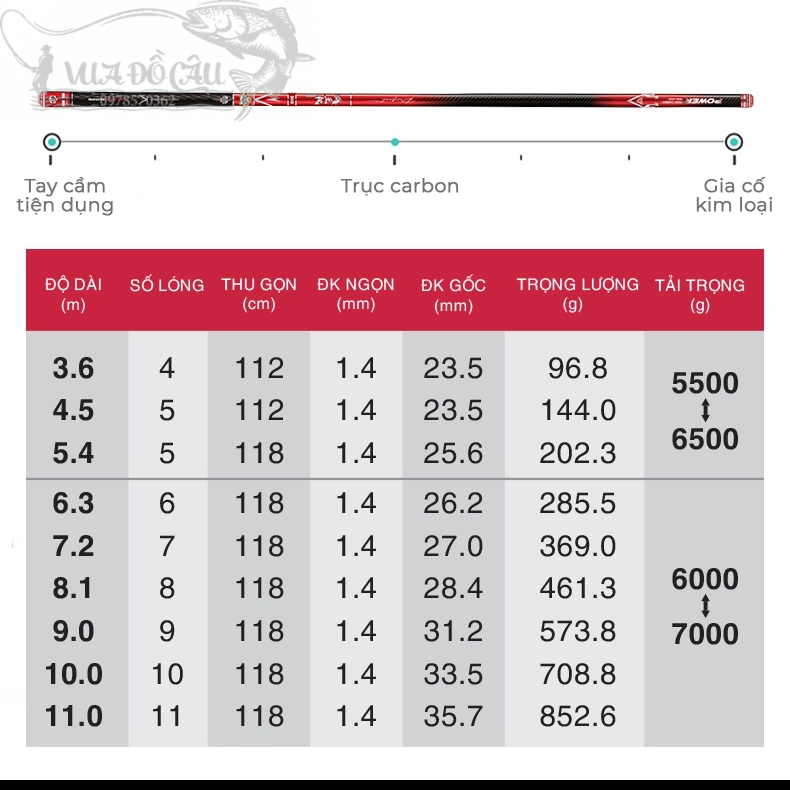 VUA ĐỒ CÂU
POWER
Tay cầm
tiện dụng
Trục carbon
Gia cố
kim loại
ĐỘ DÀI (m) SỐ LÓNG THU GỌN (cm) ĐK NGỌN (mm) ĐK GỐC (mm) TRỌNG LƯỢNG (g) TẢI TRỌNG (g)
3.6 4 112 1.4 23.5 96.8
4.5 5 112 1.4 23.5 144.0
5.4 5 118 1.4 25.6 202.3
5500
6500
6.3 6 118 1.4 26.2 285.5
7.2 7 118 1.4 27.0 369.0
8.1 8 118 1.4 28.4 461.3
9.0 9 118 1.4 31.2 573.8
10.0 10 118 1.4 33.5 708.8
11.0 11 118 1.4 35.7 852.6
6000
7000